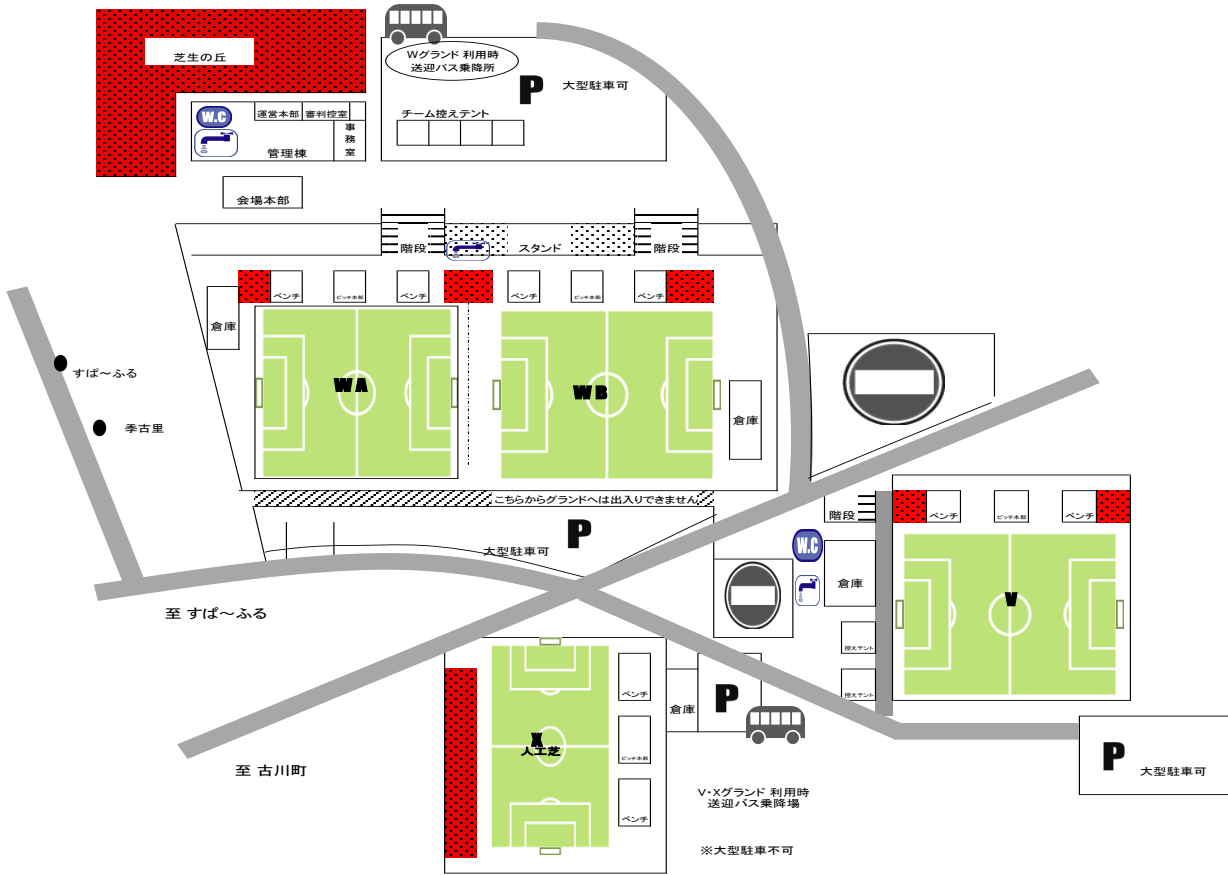 芝生の丘
Wグランド 利用時
送迎バス乗降所
P
大型駐車可
W.C
運営本部
審判控室
事務室
管理棟
チーム控えテント
会場本部
階段
スタンド
階段
ベンチ
ピッチ本部
ベンチ
ベンチ
ピッチ本部
ベンチ
倉庫
WA
WB
倉庫
すぱ~ふる
季古里
こちらからグランドへは出入りできません
P
大型駐車可
至 すぱ~ふる
至 古川町
階段
W.C
倉庫
控えテント
控えテント
ベンチ
ピッチ本部
ベンチ
V
X
人工芝
ベンチ
ピッチ本部
ベンチ
倉庫
P
V・Xグランド 利用時
送迎バス乗降場
※大型駐車不可
P
大型駐車可